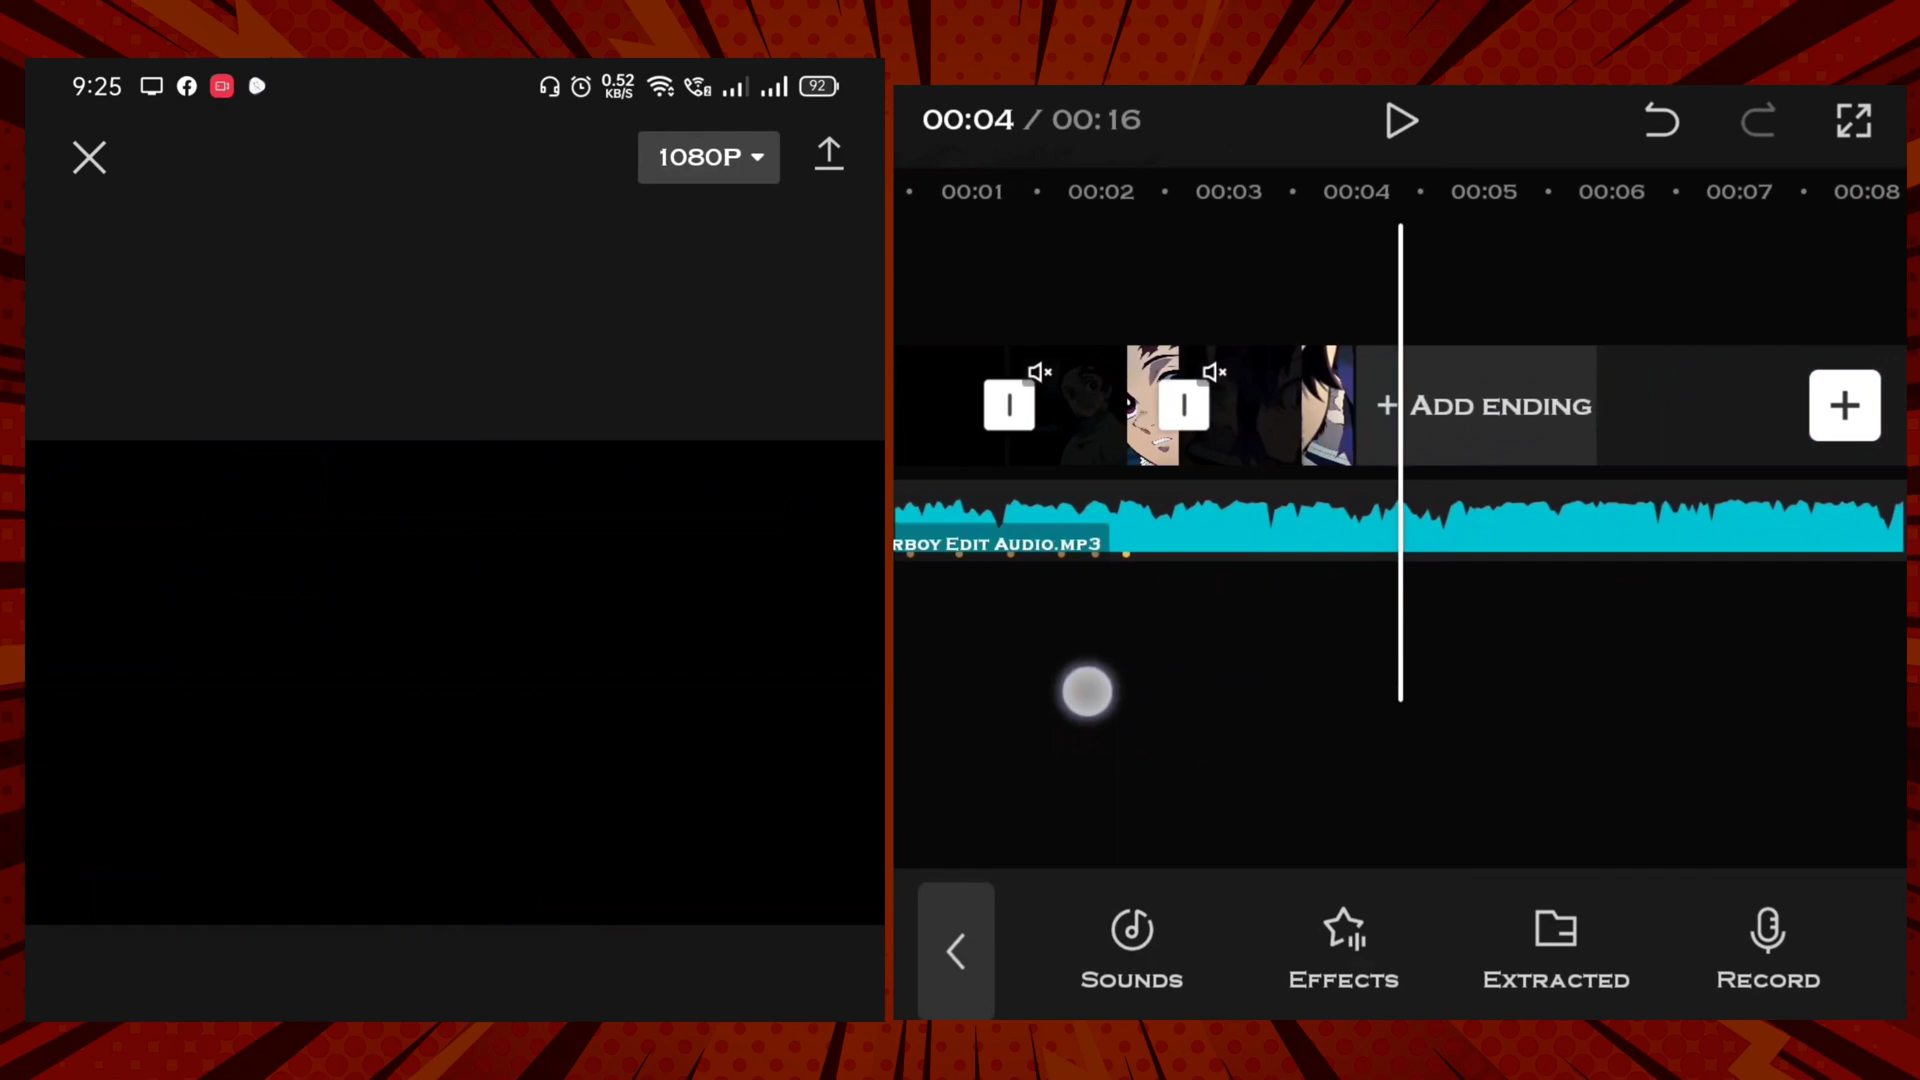 9:25
0.52
KB/S
92
1080P
00:04 / 00:16
00:01 00:02 00:03 00:04 00:05 00:06 00:07 00:08
+ ADD ENDING
RBOY EDIT AUDIO.MP3
SOUNDS EFFECTS EXTRACTED RECORD